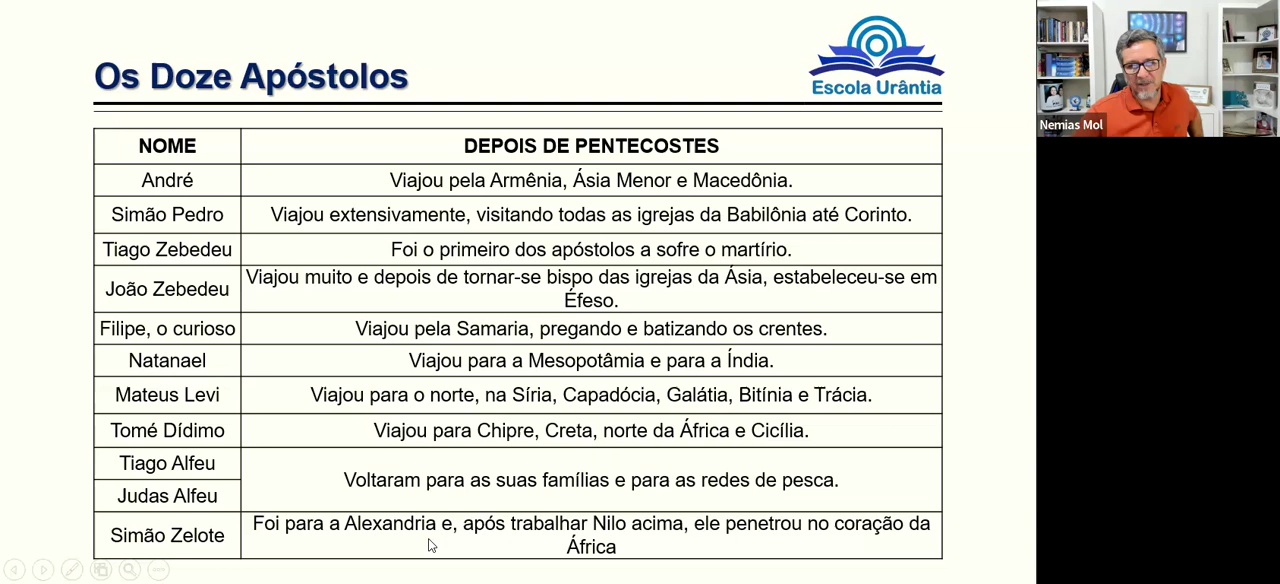 Os Doze Apóstolos
Escola Urântia
Nemias Mol
NOME
DEPOIS DE PENTECOSTES
André
Viajou pela Armênia, Ásia Menor e Macedônia.
Simão Pedro
Viajou extensivamente, visitando todas as igrejas da Babilônia até Corinto.
Tiago Zebedeu
Foi o primeiro dos apóstolos a sofre o martírio.
João Zebedeu
Viajou muito e depois de tornar-se bispo das igrejas da Ásia, estabeleceu-se em
Éfeso.
Filipe, o curioso
Viajou pela Samaria, pregando e batizando os crentes.
Natanael
Viajou para a Mesopotâmia e para a Índia.
Mateus Levi
Viajou para o norte, na Síria, Capadócia, Galátia, Bitínia e Trácia.
Tomé Dídimo
Viajou para Chipre, Creta, norte da África e Cicília.
Tiago Alfeu
Judas Alfeu
Voltaram para as suas famílias e para as redes de pesca.
Simão Zelote
Foi para a Alexandria e, após trabalhar Nilo acima, ele penetrou no coração da
África